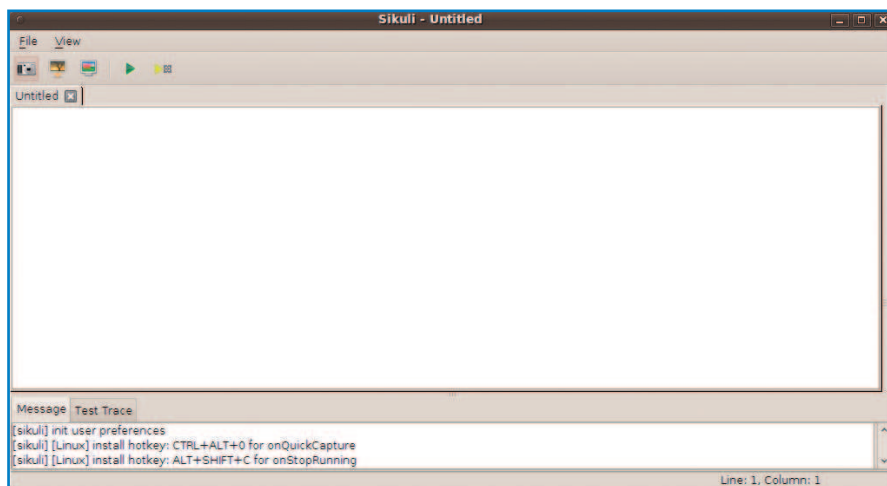 Sikuli - Untitled
File View
Untitled
Message Test Trace
[sikuli] init user preferences
[sikuli] [Linux] install hotkey: CTRL+ALT+0 for onQuickCapture
[sikuli] [Linux] install hotkey: ALT+SHIFT+C for onStopRunning
Line: 1, Column: 1